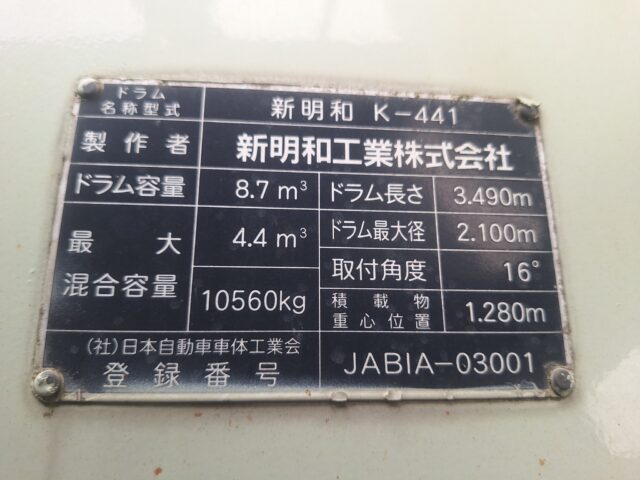 ドラム
名称型式
新明和 K-441
製作者
新明和工業株式会社
ドラム容量
8.7 m³
ドラム長さ
3.490m
最大
混合容量
4.4 m³
10560kg
ドラム最大径
2.100m
取付角度
16°
積載物
重心位置
1.280m
(社)日本自動車車体工業会
登録番号
JABIA-03001